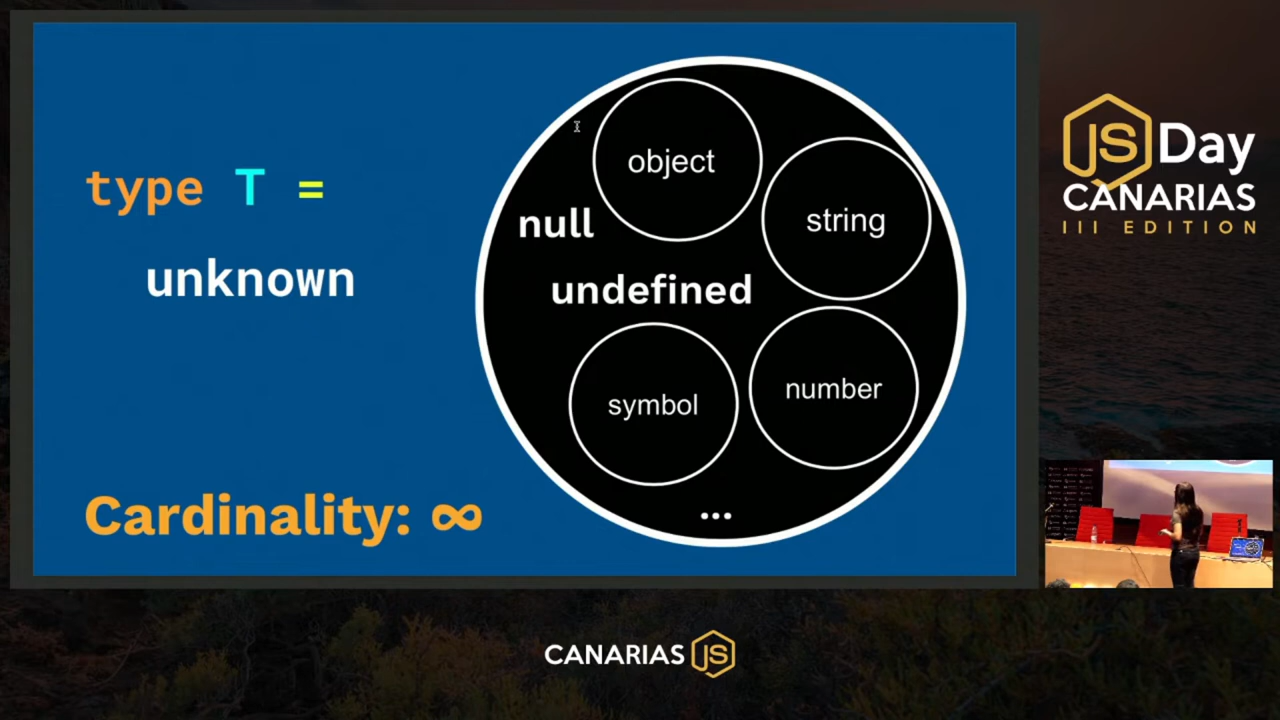 type T =
unknown
Cardinality: ∞
object
null
string
undefined
symbol
number
...
JS Day
CANARIAS
III EDITION
CANARIAS JS